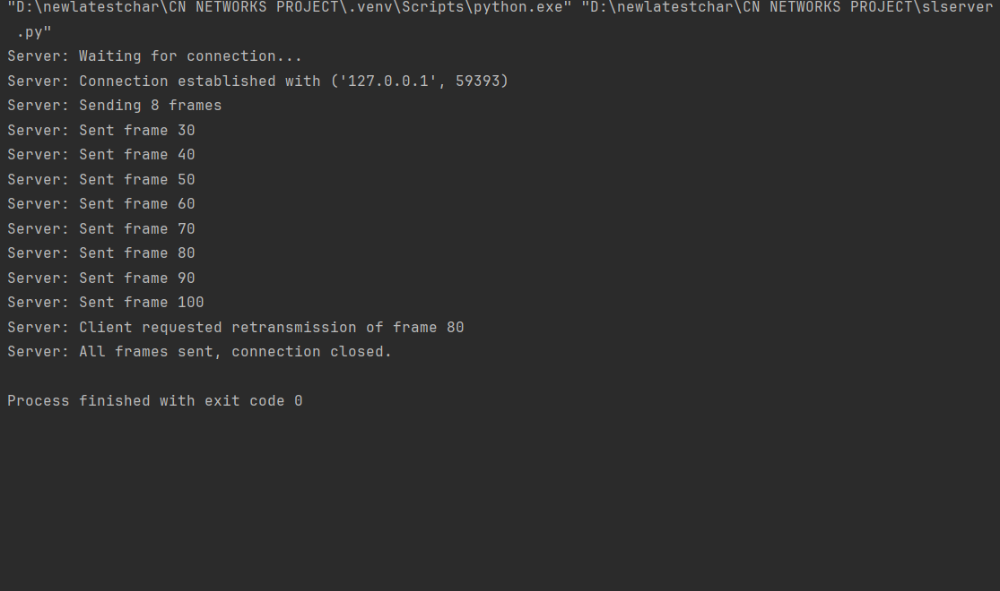 "D:\newlatestchar\CN NETWORKS PROJECT\.venv\Scripts\python.exe" "D:\newlatestchar\CN NETWORKS PROJECT\slserver
.py"
Server: Waiting for connection...
Server: Connection established with ('127.0.0.1', 59393)
Server: Sending 8 frames
Server: Sent frame 30
Server: Sent frame 40
Server: Sent frame 50
Server: Sent frame 60
Server: Sent frame 70
Server: Sent frame 80
Server: Sent frame 90
Server: Sent frame 100
Server: Client requested retransmission of frame 80
Server: All frames sent, connection closed.
Process finished with exit code 0